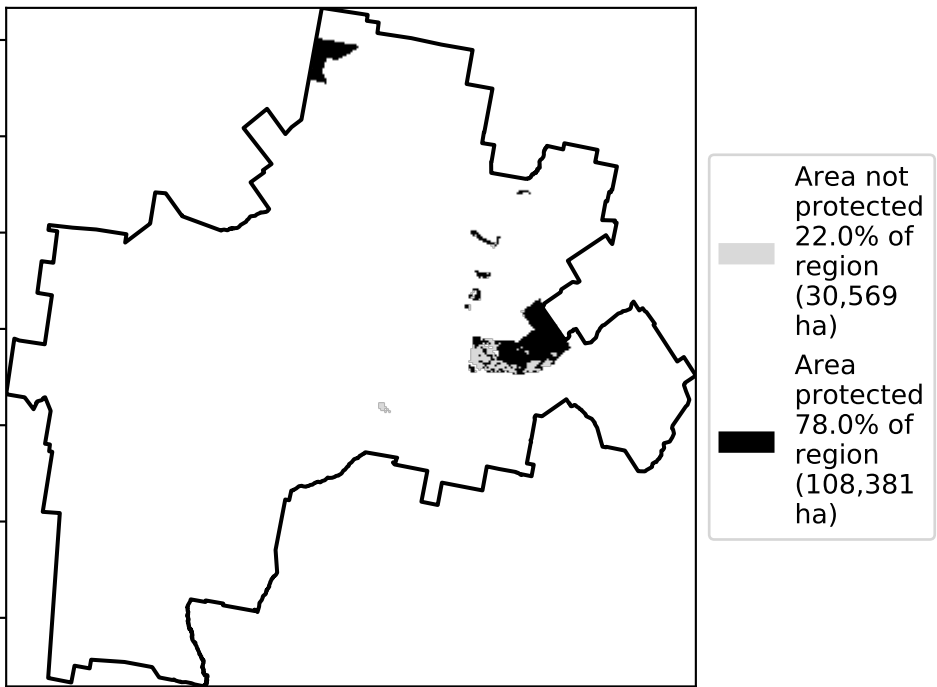 Area not
protected
22.0% of
region
(30,569
ha)
Area
protected
78.0% of
region
(108,381
ha)